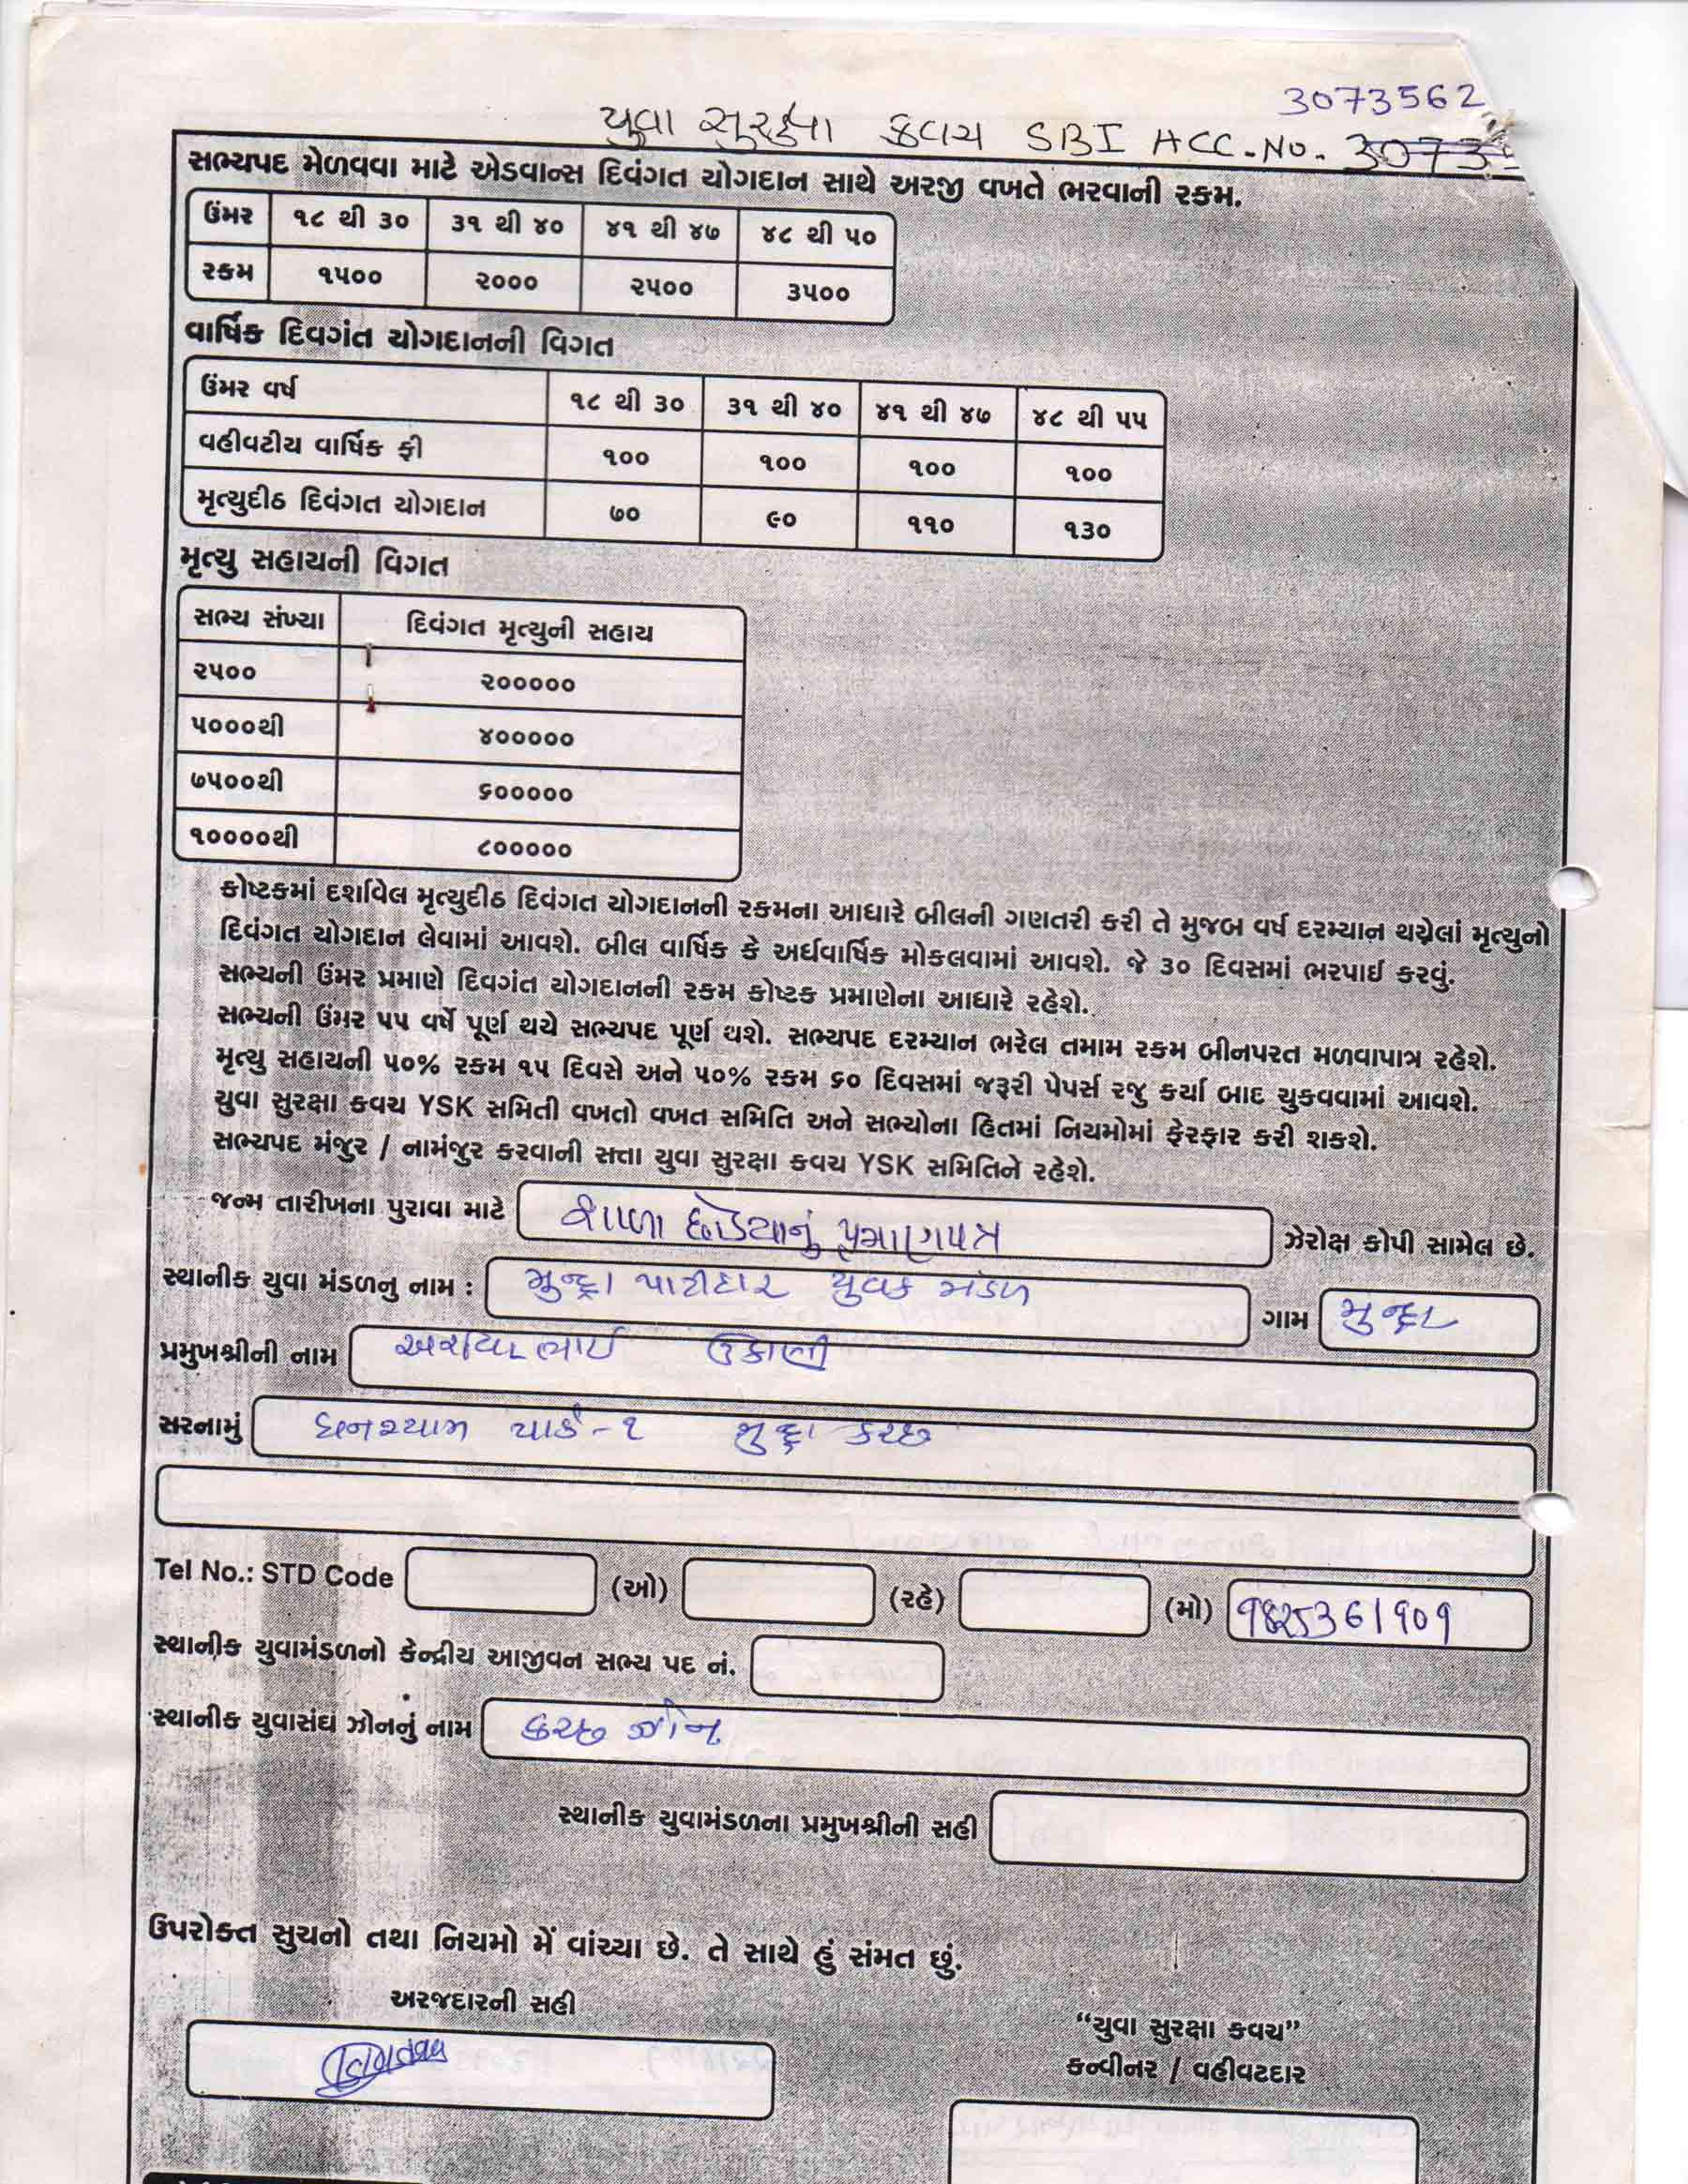 3073562
યુવા સુરક્ષા કવચ SBI ACC.No. 3073
સભ્યપદ મેળવવા માટે એડવાન્સ દિવંગત યોગદાન સાથે અરજી વખતે ભરવાની રકમ.
ઉંમર ૧૮ થી ૩૦ ૩૧ થી ૪૦ ૪૧ થી ૪૭ ૪૮ થી ૫૦
રકમ ૧૫૦૦ ૨૦૦૦ ૨૫૦૦ ૩૫૦૦
વાર્ષિક દિવગંત યોગદાનની વિગત
ઉંમર વર્ષ ૧૮ થી ૩૦ ૩૧ થી ૪૦ ૪૧ થી ૪૭ ૪૮ થી ૫૫
વહીવટીય વાર્ષિક ફી ૧૦૦ ૧૦૦ ૧૦૦ ૧૦૦
મૃત્યુદીઠ દિવંગત યોગદાન ૭૦ ૯૦ ૧૧૦ ૧૩૦
મૃત્યુ સહાયની વિગત
સભ્ય સંખ્યા દિવંગત મૃત્યુની સહાય
૨૫૦૦ ૨૦૦૦૦૦
૫૦૦૦થી ૪૦૦૦૦૦
૭૫૦૦થી ૬૦૦૦૦૦
૧૦૦૦૦થી ૮૦૦૦૦૦
કોષ્ટકમાં દર્શાવેલ મૃત્યુદીઠ દિવંગત યોગદાનની રકમના આધારે બીલની ગણતરી કરી તે મુજબ વર્ષ દરમ્યાન થયેલાં મૃત્યુનો
દિવંગત યોગદાન લેવામાં આવશે. બીલ વાર્ષિક કે અર્ધવાર્ષિક મોકલવામાં આવશે. જે ૩૦ દિવસમાં ભરપાઈ કરવું.
સભ્યની ઉંમર પ્રમાણે દિવગંત યોગદાનની રકમ કોષ્ટક પ્રમાણેના આધારે રહેશે.
સભ્યની ઉંમર ૫૫ વર્ષે પૂર્ણ થયે સભ્યપદ પૂર્ણ થશે. સભ્યપદ દરમ્યાન ભરેલ તમામ રકમ બીનપરત મળવાપાત્ર રહેશે.
મૃત્યુ સહાયની ૫૦% રકમ ૧૫ દિવસે અને ૫૦% રકમ ૬૦ દિવસમાં જરૂરી પેપર્સ રજુ કર્યા બાદ ચુકવવામાં આવશે.
યુવા સુરક્ષા કવચ YSK સમિતી વખતો વખત સમિતિ અને સભ્યોના હિતમાં નિયમોમાં ફેરફાર કરી શકશે.
સભ્યપદ મંજુર / નામંજુર કરવાની સત્તા યુવા સુરક્ષા કવચ YSK સમિતિને રહેશે.
જન્મ તારીખના પુરાવા માટે શાળા છોડયાનું પ્રમાણપત્ર ઝેરોક્ષ કોપી સામેલ છે.
સ્થાનીક યુવા મંડળનુ નામ : મુન્દ્રા પાટીદાર યુવક મંડળ ગામ મુન્દ્રા
પ્રમુખશ્રીની નામ ઉકાણી
સરનામું ઘનશ્યામ પાર્ક-૧ મુન્દ્રા કચ્છ
Tel No.: STD Code (ઓ) (રહે) (મો) 9825361909
સ્થાનીક યુવામંડળનો કેન્દ્રીય આજીવન સભ્ય પદ નં.
સ્થાનીક યુવાસંઘ ઝોનનું નામ કચ્છ ઝોન
સ્થાનીક યુવામંડળના પ્રમુખશ્રીની સહી
ઉપરોક્ત સુચનો તથા નિયમો મેં વાંચ્યા છે. તે સાથે હું સંમત છું.
અરજદારની સહી
“યુવા સુરક્ષા કવચ”
કન્વીનર / વહીવટદાર